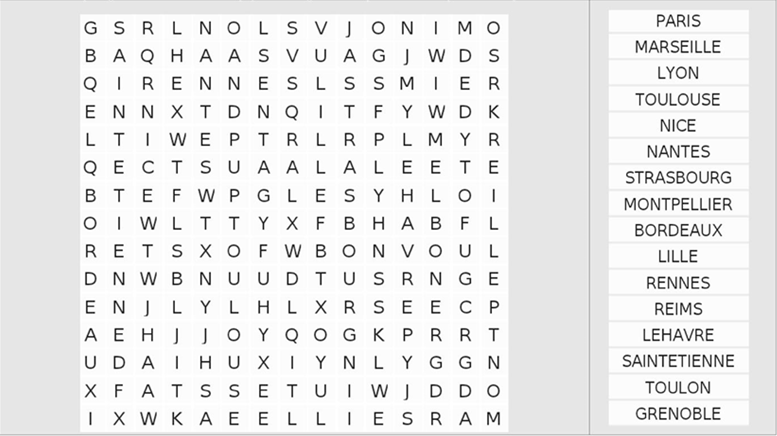 G S R L N O L S V J O N I M O
B A Q H A A S V U A G J W D S
Q I R E N N E S L S S M I E R
E N N X T D N Q I T F Y W D K
L T I W E P T R L R P L M Y R
Q E C T S U A A L A L E E T E
B T E F W P G L E S Y H L O I
O I W L T T Y X F B H A B F L
R E T S X O F W B O N V O U L
D N W B N U U D T U S R N G E
E N J L Y L H L X R S E E C P
A E H J J O Y Q O G K P R R T
U D A I H U X I Y N L Y G G N
X F A T S S E T U I W J D D O
I X W K A E E L L I E S R A M
PARIS
MARSEILLE
LYON
TOULOUSE
NICE
NANTES
STRASBOURG
MONTPELLIER
BORDEAUX
LILLE
RENNES
REIMS
LEHAVRE
SAINTETIENNE
TOULON
GRENOBLE